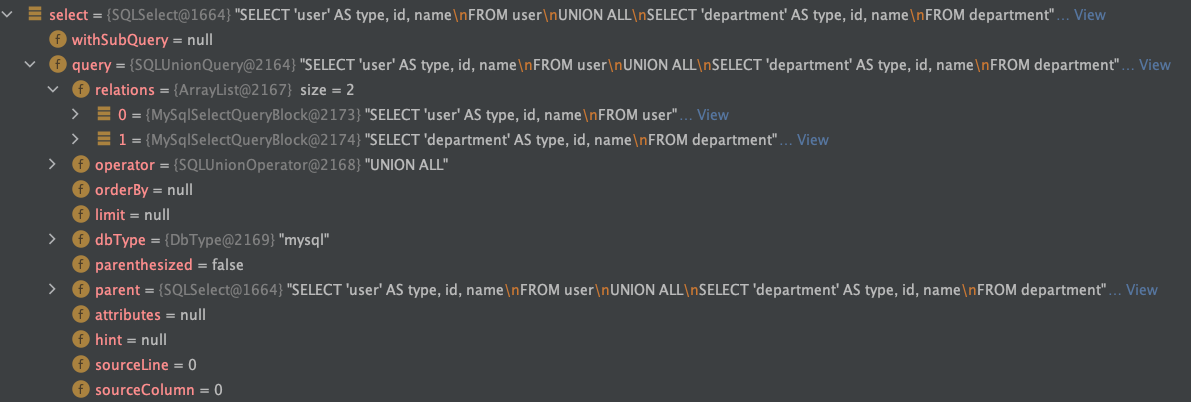 select = {SQLSelect@1664} "SELECT 'user' AS type, id, name\nFROM user\nUNION ALL\nSELECT 'department' AS type, id, name\nFROM department"... View
f withSubQuery = null
f query = {SQLUnionQuery@2164} "SELECT 'user' AS type, id, name\nFROM user\nUNION ALL\nSELECT 'department' AS type, id, name\nFROM department"... View
f relations = {ArrayList@2167} size = 2
0 = {MySqlSelectQueryBlock@2173} "SELECT 'user' AS type, id, name\nFROM user"... View
1 = {MySqlSelectQueryBlock@2174} "SELECT 'department' AS type, id, name\nFROM department"... View
f operator = {SQLUnionOperator@2168} "UNION ALL"
f orderBy = null
f limit = null
f dbType = {DbType@2169} "mysql"
f parenthesized = false
f parent = {SQLSelect@1664} "SELECT 'user' AS type, id, name\nFROM user\nUNION ALL\nSELECT 'department' AS type, id, name\nFROM department"... View
f attributes = null
f hint = null
f sourceLine = 0
f sourceColumn = 0